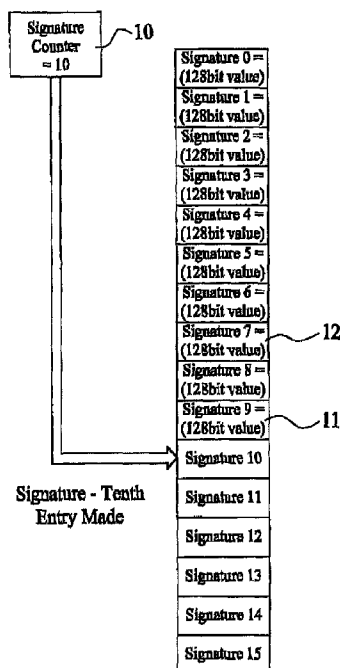 Signature
Counter
= 10
10
Signature 0 =
(128bit value)
Signature 1 =
(128bit value)
Signature 2 =
(128bit value)
Signature 3 =
(128bit value)
Signature 4 =
(128bit value)
Signature 5 =
(128bit value)
Signature 6 =
(128bit value)
Signature 7 =
(128bit value)
12
Signature 8 =
(128bit value)
Signature 9 =
(128bit value)
11
Signature 10
Signature 11
Signature 12
Signature 13
Signature 14
Signature 15
Signature - Tenth
Entry Made